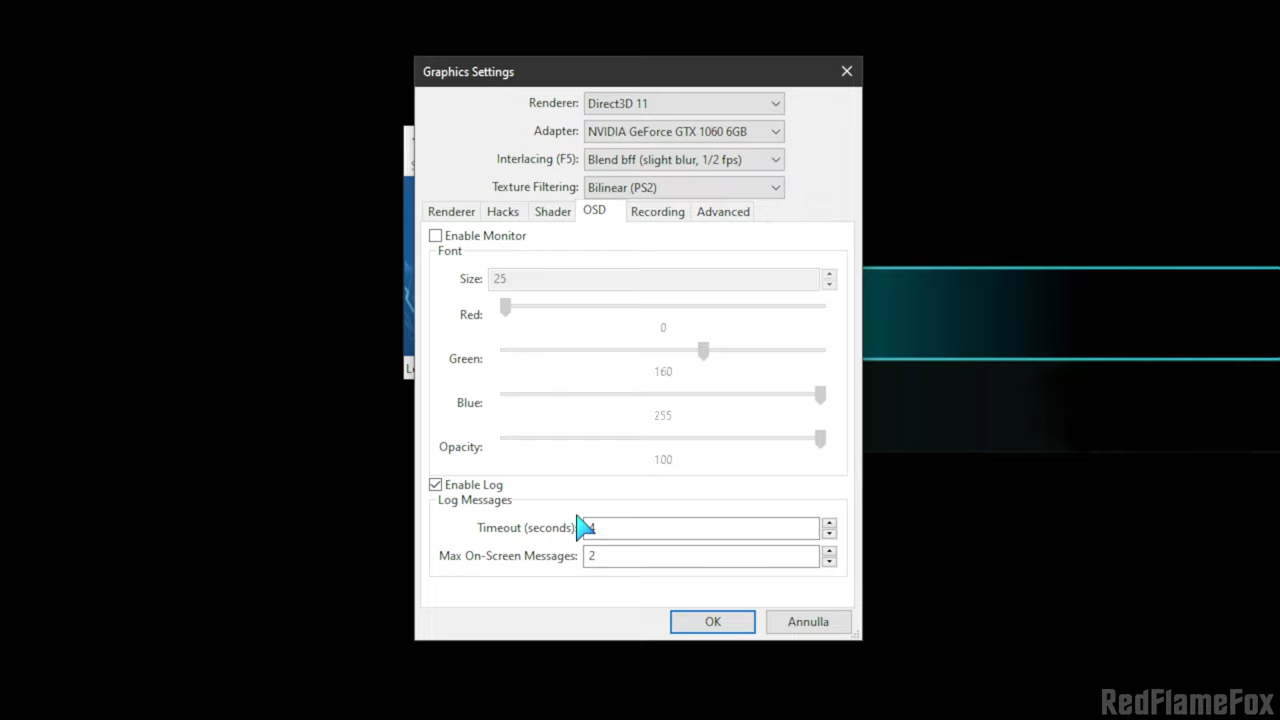 Graphics Settings
Renderer: Direct3D 11
Adapter: NVIDIA GeForce GTX 1060 6GB
Interlacing (F5): Blend bff (slight blur, 1/2 fps)
Texture Filtering: Bilinear (PS2)
Renderer Hacks Shader OSD Recording Advanced
Enable Monitor
Font
Size: 25
Red:
0
Green:
160
Blue:
255
Opacity:
100
Enable Log
Log Messages
Timeout (seconds): 4
Max On-Screen Messages: 2
OK Annulla
RedFlameFox